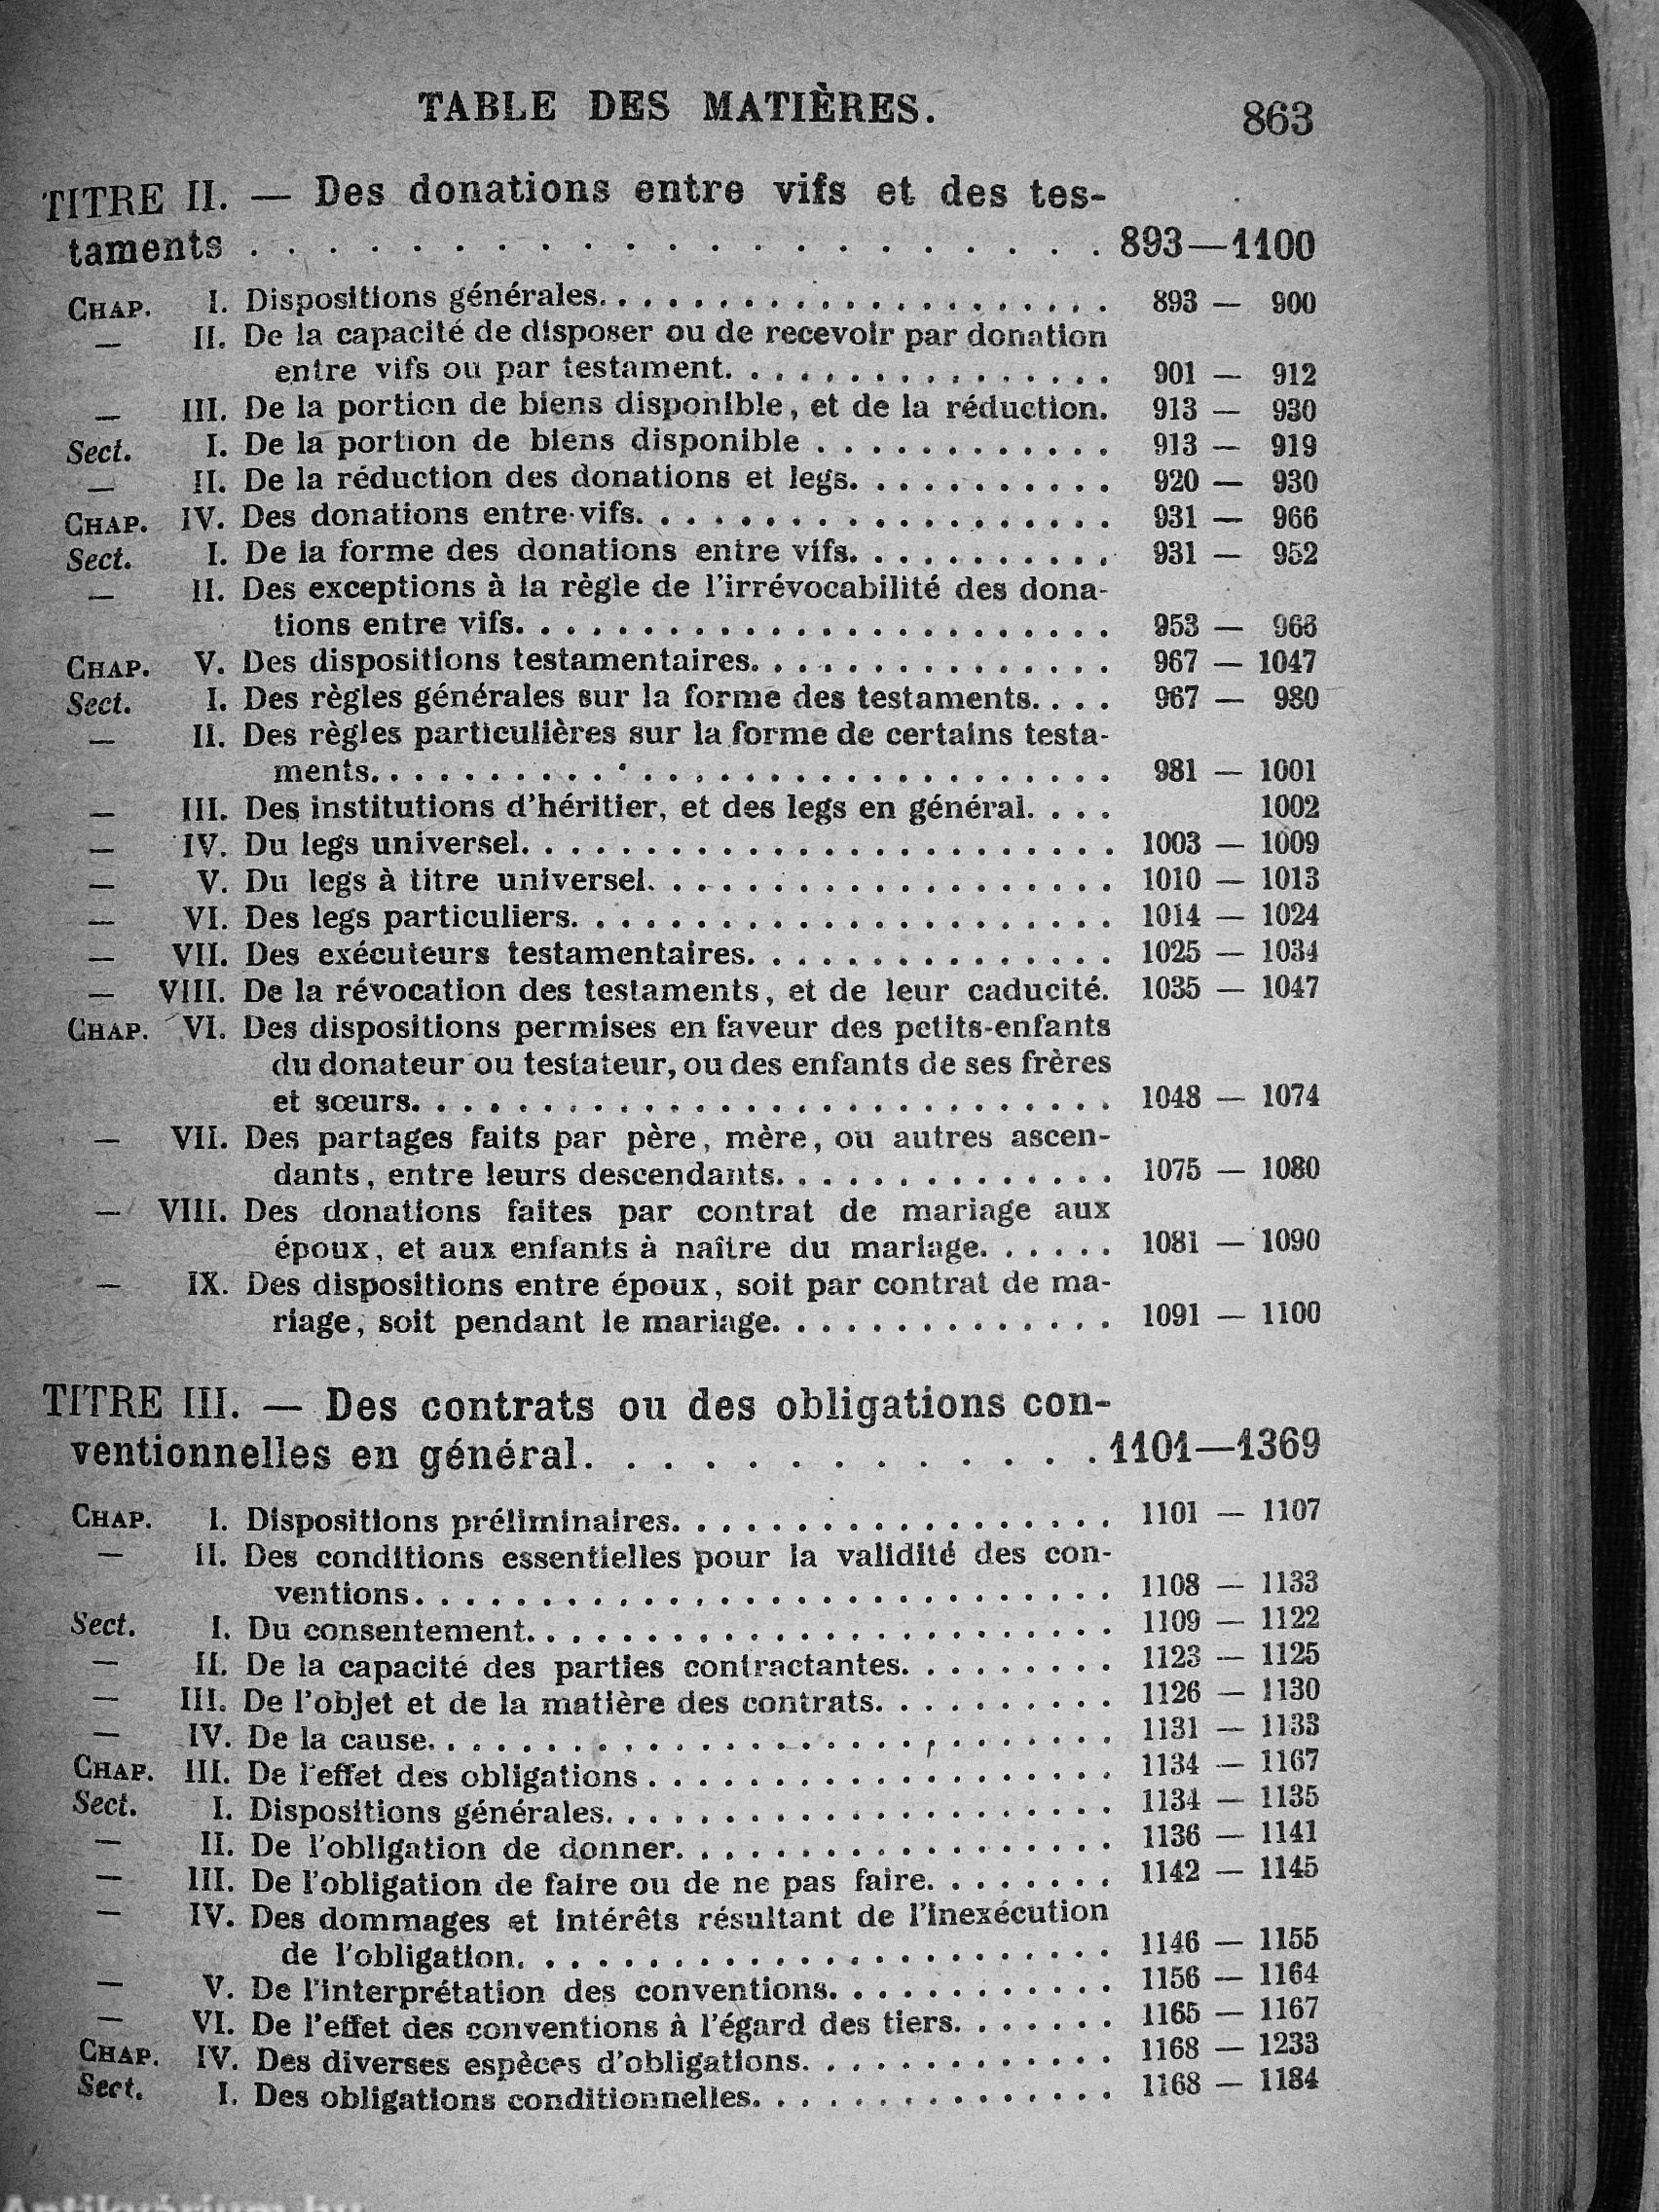 TABLE DES MATIÈRES. 863
TITRE II. — Des donations entre vifs et des tes-
taments . . . . . . . . . . . . . . . . . . . . 893—1100
CHAP. I. Dispositions générales. . . . . . . . . . . . . . . . . . . . 893 — 900
— II. De la capacité de disposer ou de recevoir par donation
entre vifs ou par testament. . . . . . . . . . . . . . . . 901 — 912
— III. De la portion de biens disponible, et de la réduction. 913 — 930
Sect. I. De la portion de biens disponible . . . . . . . . . . . . 913 — 919
— II. De la réduction des donations et legs. . . . . . . . . . . 920 — 930
CHAP. IV. Des donations entre-vifs. . . . . . . . . . . . . . . . . . . 931 — 966
Sect. I. De la forme des donations entre vifs. . . . . . . . . . . 931 — 952
— II. Des exceptions à la règle de l'irrévocabilité des dona-
tions entre vifs. . . . . . . . . . . . . . . . . . . . . . . . 953 — 966
CHAP. V. Des dispositions testamentaires. . . . . . . . . . . . . . . 967 — 1047
Sect. I. Des règles générales sur la forme des testaments. . . . 967 — 980
— II. Des règles particulières sur la forme de certains testa-
ments. . . . . . . . . . . . . . . . . . . . . . . . . . . . . 981 — 1001
— III. Des institutions d'héritier, et des legs en général. . . . 1002
— IV. Du legs universel. . . . . . . . . . . . . . . . . . . . . . . . 1003 — 1009
— V. Du legs à titre universel. . . . . . . . . . . . . . . . . . . 1010 — 1013
— VI. Des legs particuliers. . . . . . . . . . . . . . . . . . . . . . 1014 — 1024
— VII. Des exécuteurs testamentaires. . . . . . . . . . . . . . . 1025 — 1034
— VIII. De la révocation des testaments, et de leur caducité. 1035 — 1047
CHAP. VI. Des dispositions permises en faveur des petits-enfants
du donateur ou testateur, ou des enfants de ses frères
et sœurs. . . . . . . . . . . . . . . . . . . . . . . . . . . . 1048 — 1074
— VII. Des partages faits par père, mère, ou autres ascen-
dants, entre leurs descendants. . . . . . . . . . . . . . 1075 — 1080
— VIII. Des donations faites par contrat de mariage aux
époux, et aux enfants à naître du mariage. . . . . . 1081 — 1090
— IX. Des dispositions entre époux, soit par contrat de ma-
riage, soit pendant le mariage. . . . . . . . . . . . . . 1091 — 1100
TITRE III. — Des contrats ou des obligations con-
ventionnelles en général. . . . . . . . . . . . . 1101—1369
CHAP. I. Dispositions préliminaires. . . . . . . . . . . . . . . . . . 1101 — 1107
— II. Des conditions essentielles pour la validité des con-
ventions. . . . . . . . . . . . . . . . . . . . . . . . . . . . 1108 — 1133
Sect. I. Du consentement. . . . . . . . . . . . . . . . . . . . . . . . 1109 — 1122
— II. De la capacité des parties contractantes. . . . . . . . . 1123 — 1125
— III. De l'objet et de la matière des contrats. . . . . . . . . . 1126 — 1130
— IV. De la cause. . . . . . . . . . . . . . . . . . . . . . . . . . . 1131 — 1133
CHAP. III. De l'effet des obligations . . . . . . . . . . . . . . . . . . . 1134 — 1167
Sect. I. Dispositions générales. . . . . . . . . . . . . . . . . . . . . 1134 — 1135
— II. De l'obligation de donner. . . . . . . . . . . . . . . . . . 1136 — 1141
— III. De l'obligation de faire ou de ne pas faire. . . . . . . . 1142 — 1145
— IV. Des dommages et intérêts résultant de l'inexécution
de l'obligation. . . . . . . . . . . . . . . . . . . . . . . . 1146 — 1155
— V. De l'interprétation des conventions. . . . . . . . . . . . 1156 — 1164
— VI. De l'effet des conventions à l'égard des tiers. . . . . . . 1165 — 1167
CHAP. IV. Des diverses espèces d'obligations. . . . . . . . . . . . . 1168 — 1233
Sect. I. Des obligations conditionnelles. . . . . . . . . . . . . . . 1168 — 1184